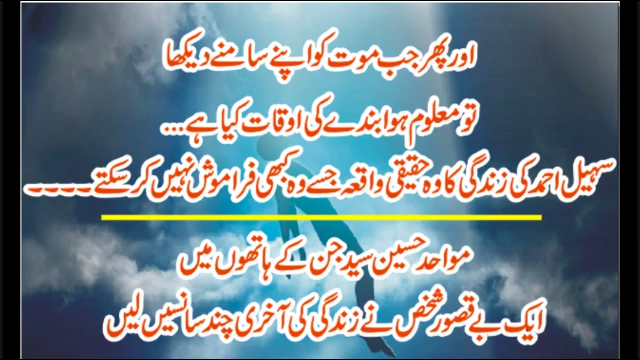 اور پھر جب موت کو اپنے سامنے دیکھا
تو معلوم ہوا بندے کی اوقات کیا ہے...
سہیل احمد کی زندگی کا وہ حقیقی واقعہ جسے وہ کبھی فراموش نہیں کر سکتے۔۔۔۔
مواحد حسین سید جن کے ہاتھوں میں
ایک بے قصور شخص نے زندگی کی آخری چند سانسیں لیں